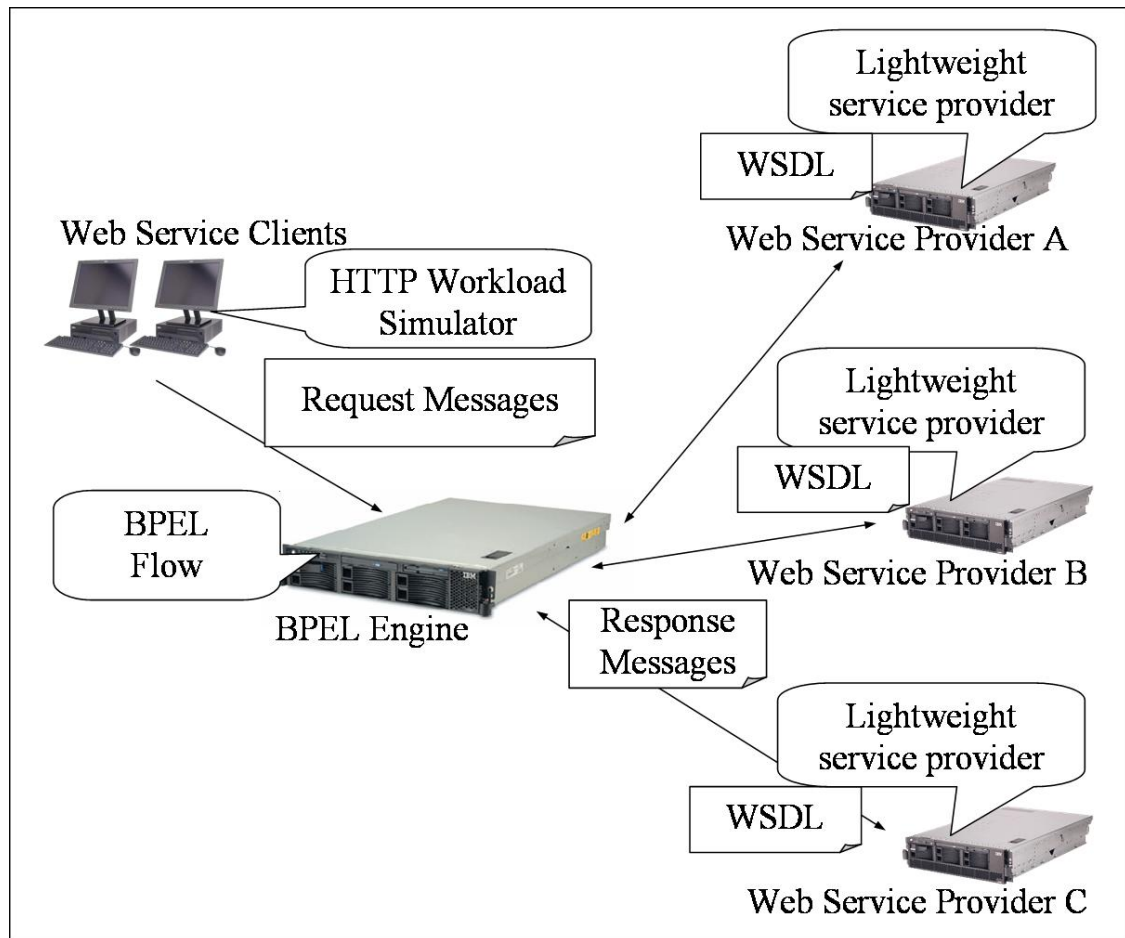 Lightweight
service provider
WSDL
Web Service Provider A
Web Service Clients
HTTP Workload
Simulator
Request Messages
Lightweight
service provider
WSDL
Web Service Provider B
BPEL
Flow
IBM
BPEL Engine
Response
Messages
Lightweight
service provider
WSDL
Web Service Provider C